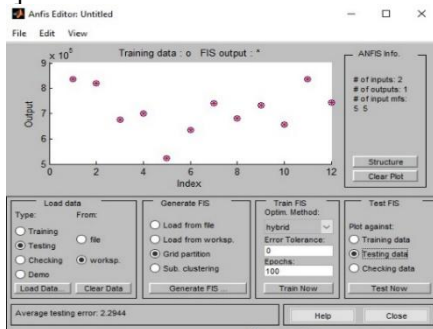 Anfis Editor: Untitled
File Edit View
× 10⁵
Training data : o FIS output : *
9
8
7
6
5
Output
0 2 4 6 8 10 12
Index
ANFIS Info.
# of inputs: 2
# of outputs: 1
# of input mfs:
5 5
Structure
Clear Plot
Load data
Type: From:
Training
Testing
Checking
Demo
file
worksp.
Load Data... Clear Data
Generate FIS
Load from file
Load from worksp.
Grid partition
Sub. clustering
Generate FIS ...
Train FIS
Optim. Method:
hybrid
Error Tolerance:
0
Epochs:
100
Train Now
Test FIS
Plot against:
Training data
Testing data
Checking data
Test Now
Average testing error: 2.2944
Help Close